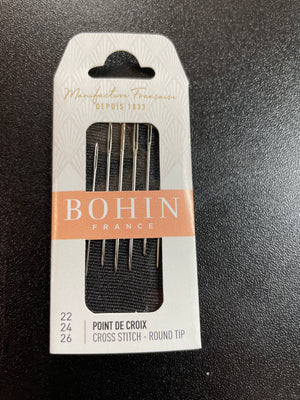 Manufacture Française
DEPUIS 1833
BOHIN
FRANCE
22
24
26
POINT DE CROIX
CROSS STITCH - ROUND TIP